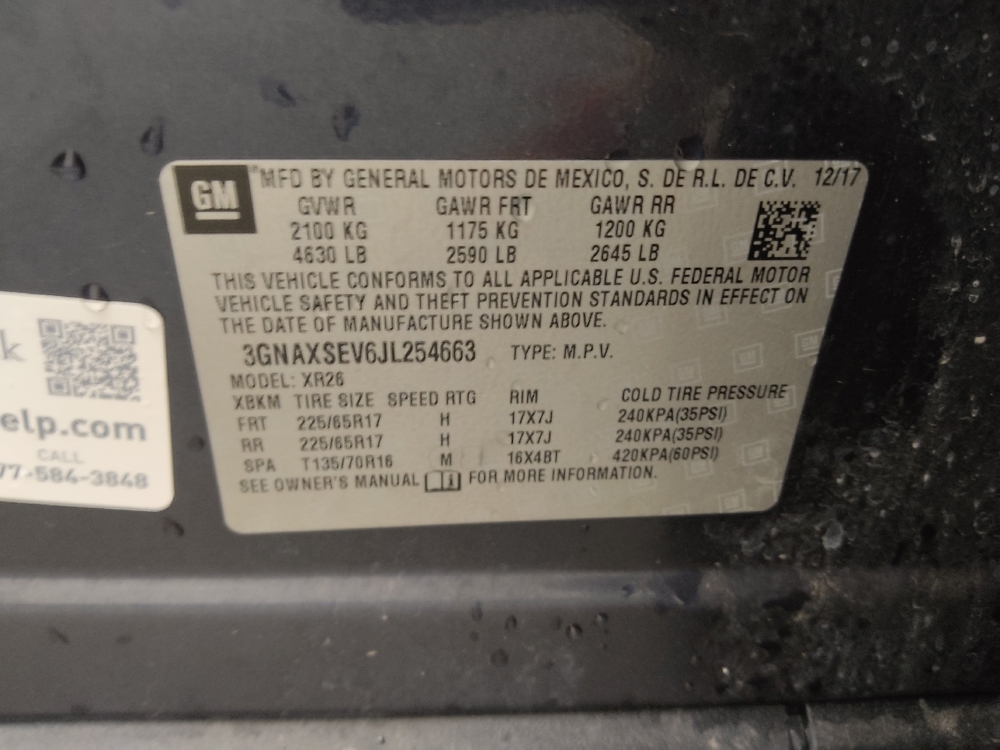 GM
MFD BY GENERAL MOTORS DE MEXICO, S. DE R.L. DE C.V. 12/17
GVWR GAWR FRT GAWR RR
2100 KG 1175 KG 1200 KG
4630 LB 2590 LB 2645 LB
THIS VEHICLE CONFORMS TO ALL APPLICABLE U.S. FEDERAL MOTOR
VEHICLE SAFETY AND THEFT PREVENTION STANDARDS IN EFFECT ON
THE DATE OF MANUFACTURE SHOWN ABOVE.
3GNAXSEV6JL254663 TYPE: M.P.V.
MODEL: XR26
XBKM TIRE SIZE SPEED RTG RIM COLD TIRE PRESSURE
FRT 225/65R17 H 17X7J 240KPA(35PSI)
RR 225/65R17 H 17X7J 240KPA(35PSI)
SPA T135/70R16 M 16X4BT 420KPA(60PSI)
SEE OWNER'S MANUAL FOR MORE INFORMATION.
k
elp.com
CALL
77-584-3848